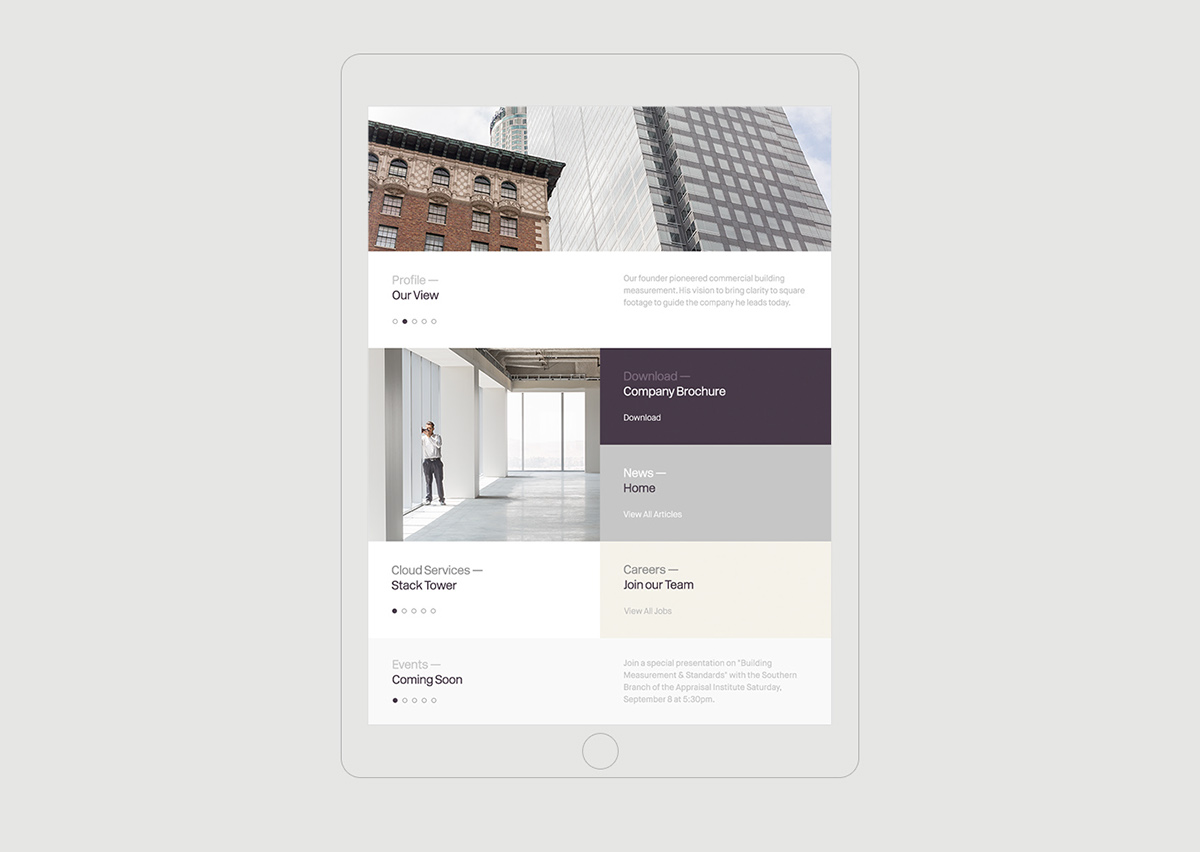 Profile —
Our View
Our founder pioneered commercial building
measurement. His vision to bring clarity to square
footage to guide the company he leads today.
Download —
Company Brochure
Download
News —
Home
View All Articles
Cloud Services —
Stack Tower
Careers —
Join our Team
View All Jobs
Events —
Coming Soon
Join a special presentation on "Building
Measurement & Standards" with the Southern
Branch of the Appraisal Institute Saturday,
September 8 at 5:30pm.